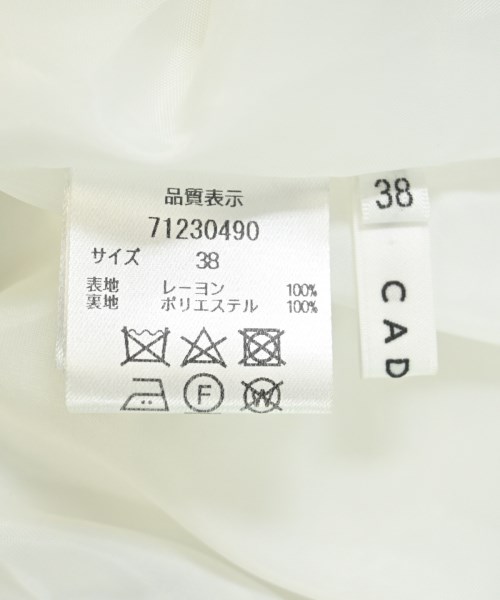 品質表示
71230490
サイズ 38
表地 レーヨン 100%
裏地 ポリエステル 100%
F
W
38
CAD